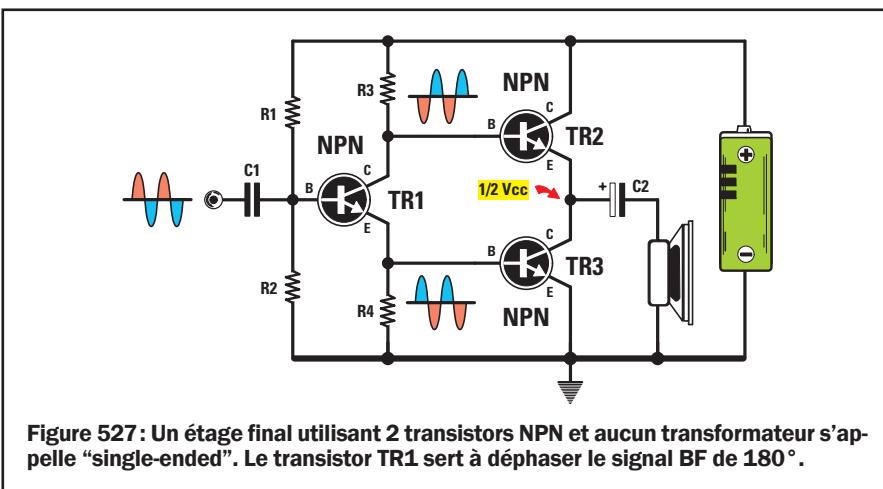 R3
NPN
C
R1
B
TR2
NPN
E
C1
C
B
TR1
1/2 Vcc
+
C2
E
C
B
TR3
R2
R4
E
NPN
+
−
Figure 527: Un étage final utilisant 2 transistors NPN et aucun transformateur s'ap-
pelle “single-ended”. Le transistor TR1 sert à déphaser le signal BF de 180°.